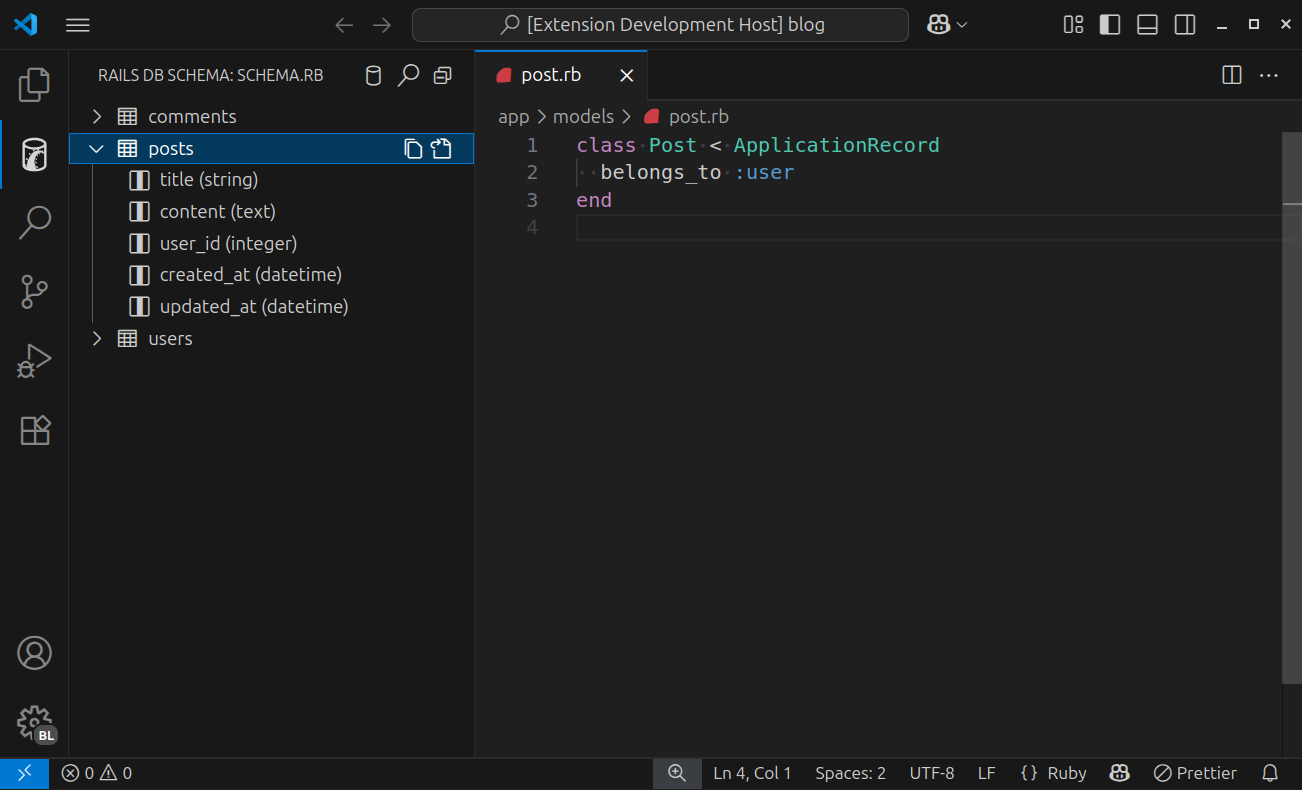 [Extension Development Host] blog
RAILS DB SCHEMA: SCHEMA.RB
comments
posts
title (string)
content (text)
user_id (integer)
created_at (datetime)
updated_at (datetime)
users
post.rb
app > models > post.rb
1 class Post < ApplicationRecord
2 belongs_to :user
3 end
4
BL
0 0
Ln 4, Col 1
Spaces: 2
UTF-8
LF
{ } Ruby
Prettier